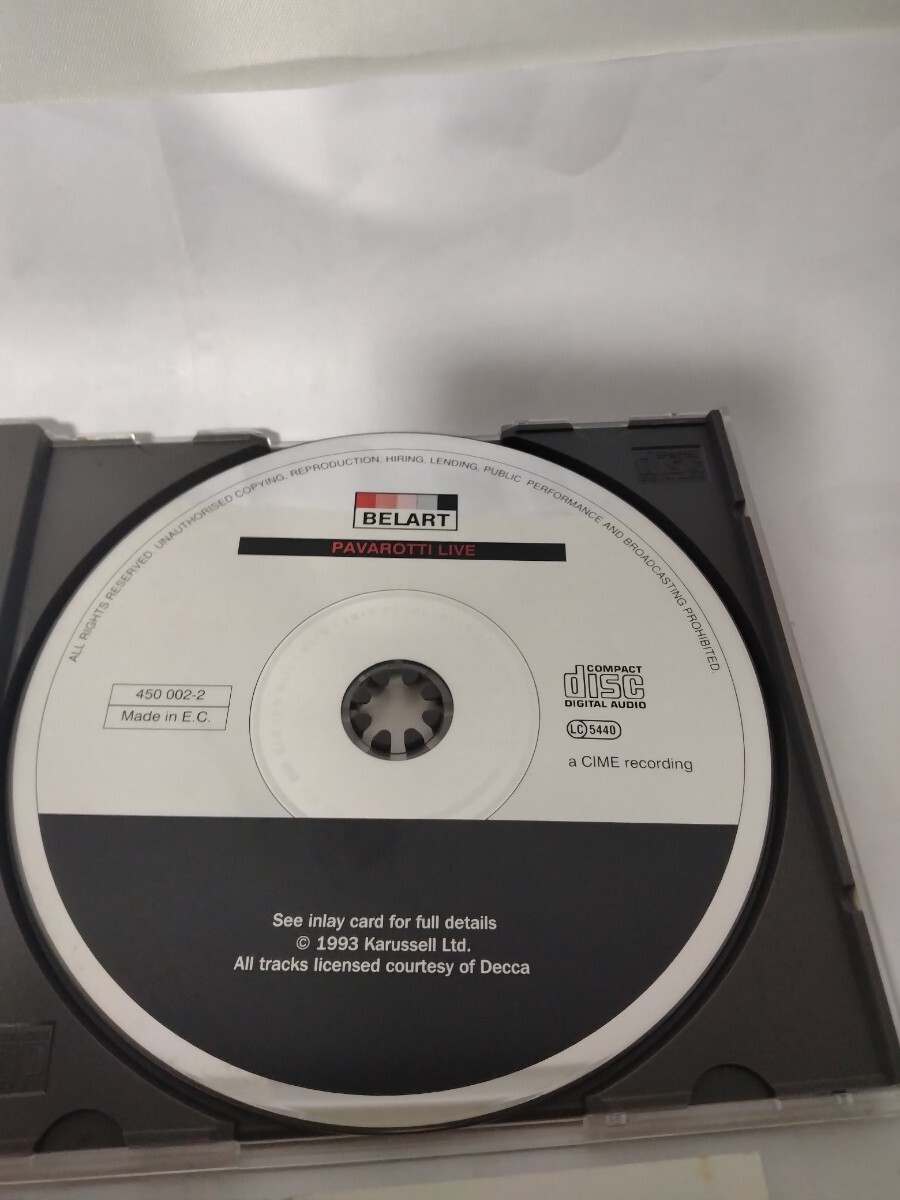 ALL RIGHTS RESERVED. UNAUTHORISED COPYING, REPRODUCTION, HIRING, LENDING, PUBLIC PERFORMANCE AND BROADCASTING PROHIBITED.
BELART
PAVAROTTI LIVE
450 002-2
Made in E.C.
COMPACT
disc
DIGITAL AUDIO
LC 5440
a CIME recording
See inlay card for full details
© 1993 Karussell Ltd.
All tracks licensed courtesy of Decca